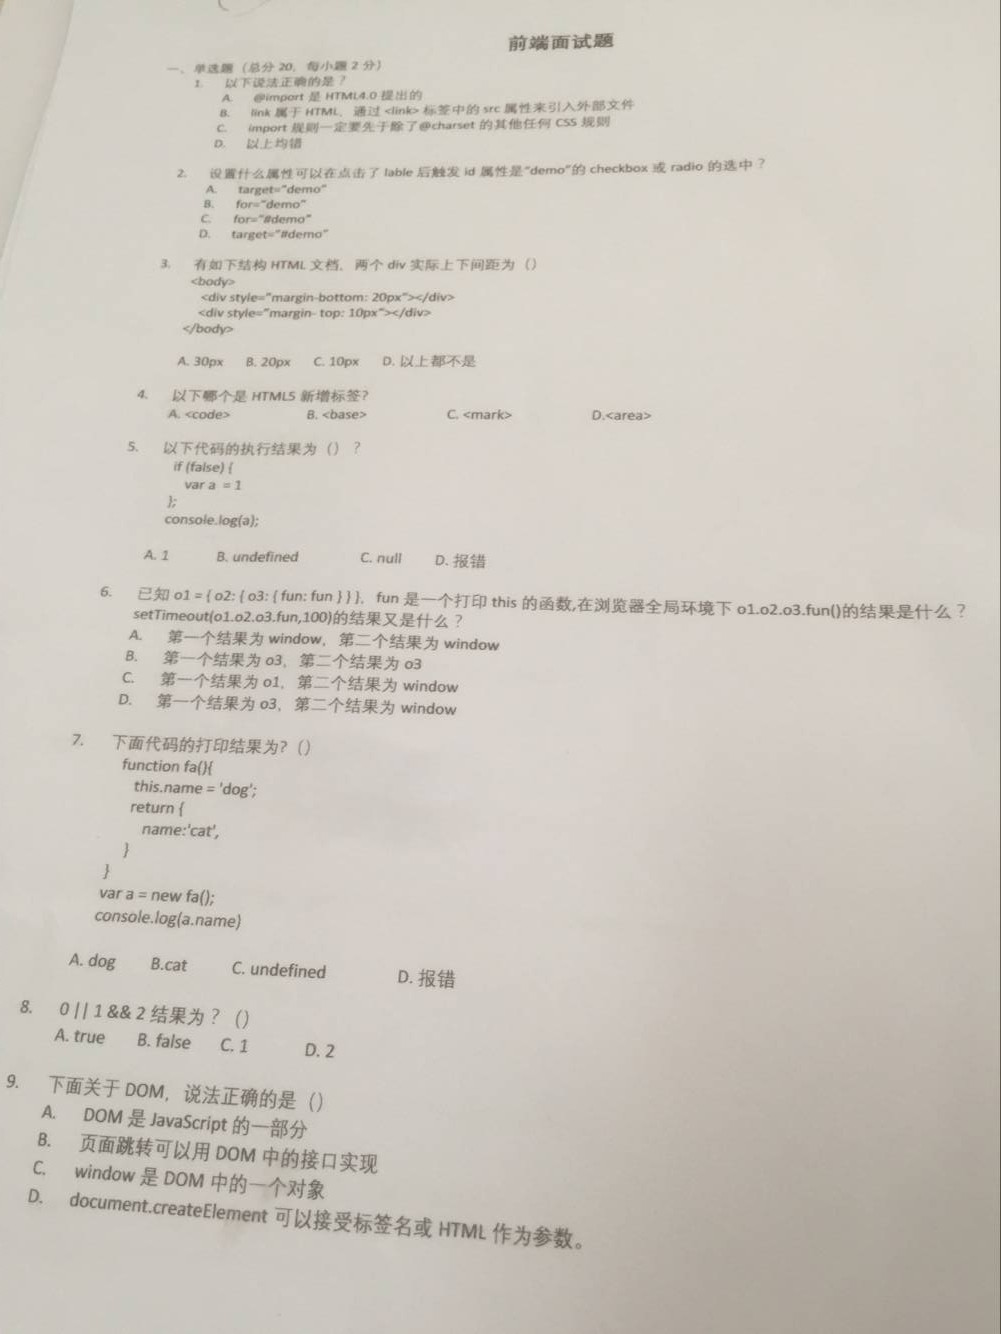 前端面试题
一、单选题（总分 20，每小题 2 分）
1. 以下说法正确的是？
A. @import 是 HTML4.0 提出的
B. link 属于 HTML、通过 <link> 标签中的 src 属性来引入外部文件
C. import 规则一定要先于除了@charset 的其他任何 CSS 规则
D. 以上均错
2. 设置什么属性可以在点击了 lable 后触发 id 属性是"demo"的 checkbox 或 radio 的选中？
A. target="demo"
B. for="demo"
C. for="#demo"
D. target="#demo"
3. 有如下结构 HTML 文档，两个 div 实际上下间距为（）
<body>
<div style="margin-bottom: 20px"></div>
<div style="margin- top: 10px"></div>
</body>
A. 30px B. 20px C. 10px D. 以上都不是
4. 以下哪个是 HTML5 新增标签?
A. <code> B. <base> C. <mark> D.<area>
5. 以下代码的执行结果为（）？
if (false) {
var a = 1
};
console.log(a);
A. 1 B. undefined C. null D. 报错
6. 已知 o1 = { o2: { o3: { fun: fun } } }，fun 是一个打印 this 的函数,在浏览器全局环境下 o1.o2.o3.fun()的结果是什么？
setTimeout(o1.o2.o3.fun,100)的结果又是什么？
A. 第一个结果为 window，第二个结果为 window
B. 第一个结果为 o3，第二个结果为 o3
C. 第一个结果为 o1，第二个结果为 window
D. 第一个结果为 o3、第二个结果为 window
7. 下面代码的打印结果为?（）
function fa(){
this.name = 'dog';
return {
name:'cat',
}
}
var a = new fa();
console.log(a.name)
A. dog B.cat C. undefined D. 报错
8. 0 || 1 && 2 结果为？（）
A. true B. false C. 1 D. 2
9. 下面关于 DOM，说法正确的是（）
A. DOM 是 JavaScript 的一部分
B. 页面跳转可以用 DOM 中的接口实现
C. window 是 DOM 中的一个对象
D. document.createElement 可以接受标签名或 HTML 作为参数。